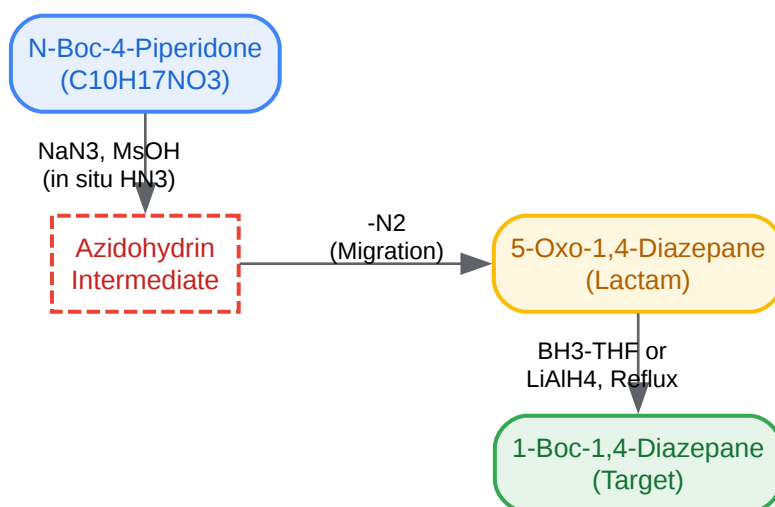 N-Boc-4-Piperidone
(C10H17NO3)
NaN3, MsOH
(in situ HN3)
Azidohydrin
Intermediate
-N2
(Migration)
5-Oxo-1,4-Diazepane
(Lactam)
BH3-THF or
LiAlH4, Reflux
1-Boc-1,4-Diazepane
(Target)